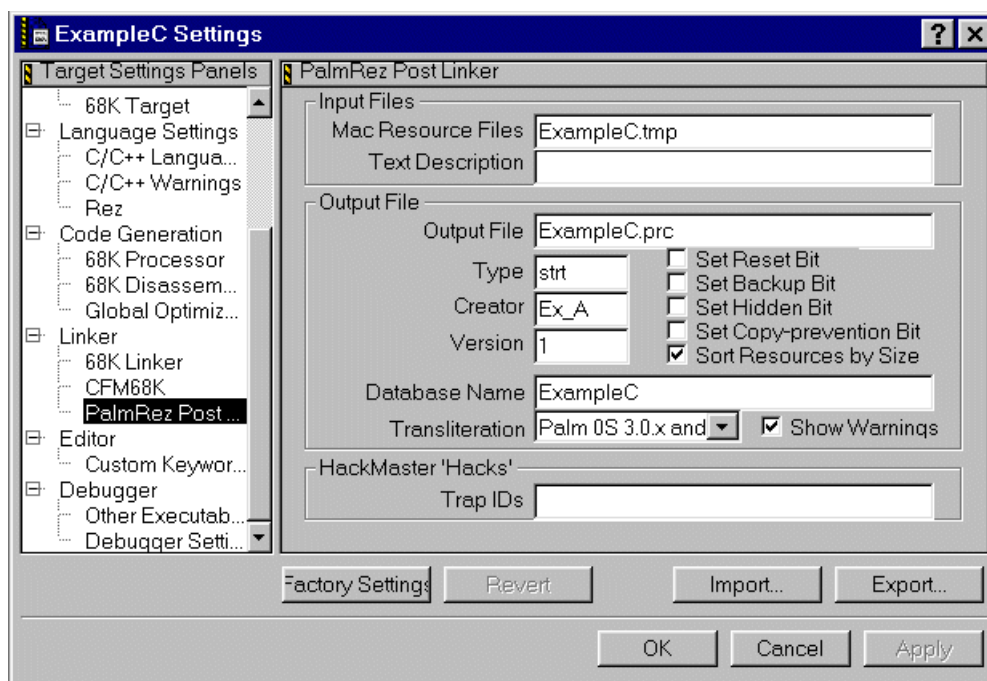 ExampleC Settings
? ×
Target Settings Panels
68K Target
Language Settings
C/C++ Langua...
C/C++ Warnings
Rez
Code Generation
68K Processor
68K Disassem...
Global Optimiz...
Linker
68K Linker
CFM68K
PalmRez Post ...
Editor
Custom Keywor...
Debugger
Other Executab...
Debugger Setti...
PalmRez Post Linker
Input Files
Mac Resource Files ExampleC.tmp
Text Description
Output File
Output File ExampleC.prc
Type strt
Creator Ex_A
Version 1
Set Reset Bit
Set Backup Bit
Set Hidden Bit
Set Copy-prevention Bit
Sort Resources by Size
Database Name ExampleC
Transliteration Palm OS 3.0.x and Show Warnings
HackMaster 'Hacks'
Trap IDs
Factory Settings Revert Import... Export...
OK Cancel Apply